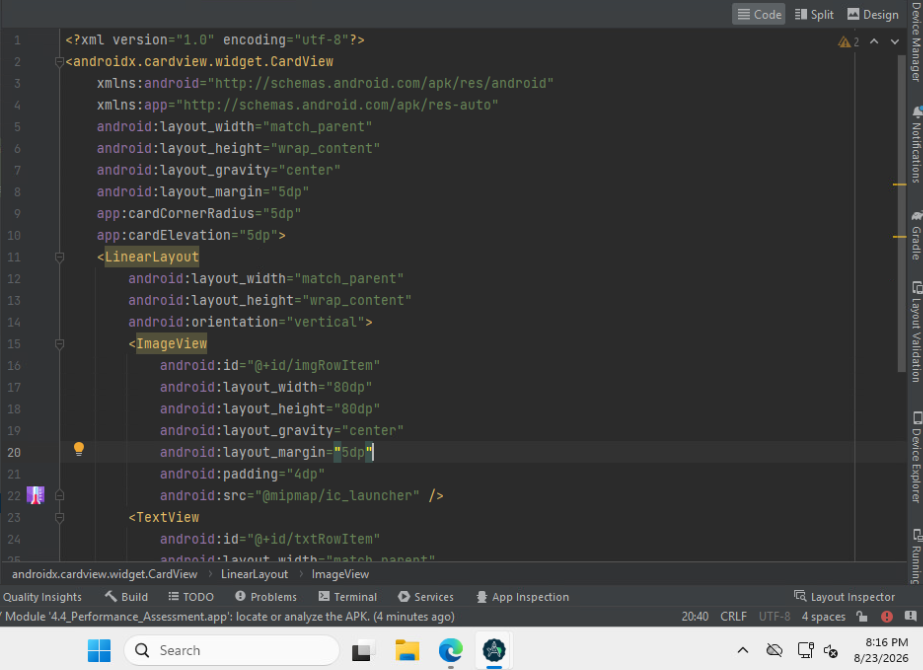 Code Split Design
1 <?xml version="1.0" encoding="utf-8"?>
2 <androidx.cardview.widget.CardView
3 xmlns:android="http://schemas.android.com/apk/res/android"
4 xmlns:app="http://schemas.android.com/apk/res-auto"
5 android:layout_width="match_parent"
6 android:layout_height="wrap_content"
7 android:layout_gravity="center"
8 android:layout_margin="5dp"
9 app:cardCornerRadius="5dp"
10 app:cardElevation="5dp">
11 <LinearLayout
12 android:layout_width="match_parent"
13 android:layout_height="wrap_content"
14 android:orientation="vertical">
15 <ImageView
16 android:id="@+id/imgRowItem"
17 android:layout_width="80dp"
18 android:layout_height="80dp"
19 android:layout_gravity="center"
20 android:layout_margin="5dp"
21 android:padding="4dp"
22 android:src="@mipmap/ic_launcher" />
23 <TextView
24 android:id="@+id/txtRowItem"
25 android:layout_width="match_parent"
2
Device Manager
Notifications
Gradle
Layout Validation
Device Explorer
Running
androidx.cardview.widget.CardView LinearLayout ImageView
Quality Insights Build TODO Problems Terminal Services App Inspection Layout Inspector
/ Module '4.4_Performance_Assessment.app': locate or analyze the APK. (4 minutes ago) 20:40 CRLF UTF-8 4 spaces
Search
8:16 PM
8/23/2026